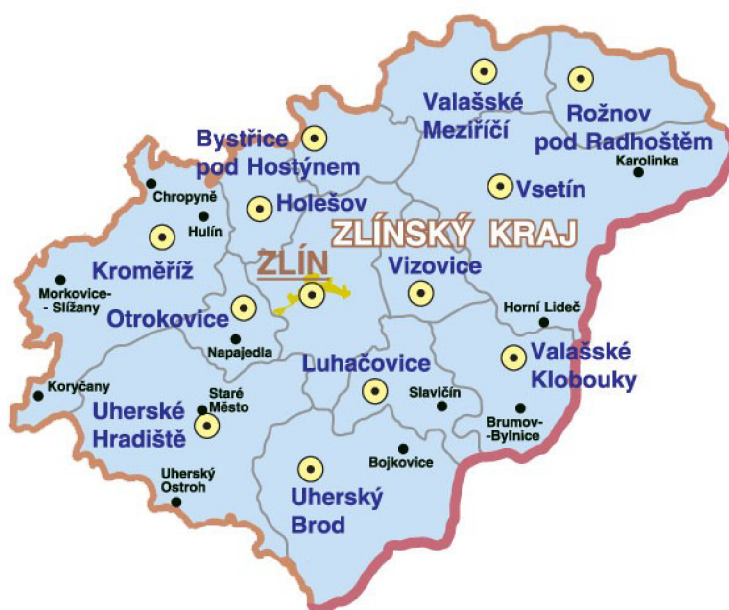 Valašské
Meziříčí
Rožnov
pod Radhoštěm
Karolinka
Bystřice
pod Hostýnem
Chropyně
Holešov
Vsetín
Hulín
ZLÍNSKÝ KRAJ
Kroměříž
ZLÍN
Vizovice
Morkovice-
- Slížany
Otrokovice
Horní Lideč
Napajedla
Valašské
Klobouky
Luhačovice
Koryčany
Staré
Město
Slavičín
Uherské
Hradiště
Brumov-
-Bylnice
Bojkovice
Uherský
Ostroh
Uherský
Brod